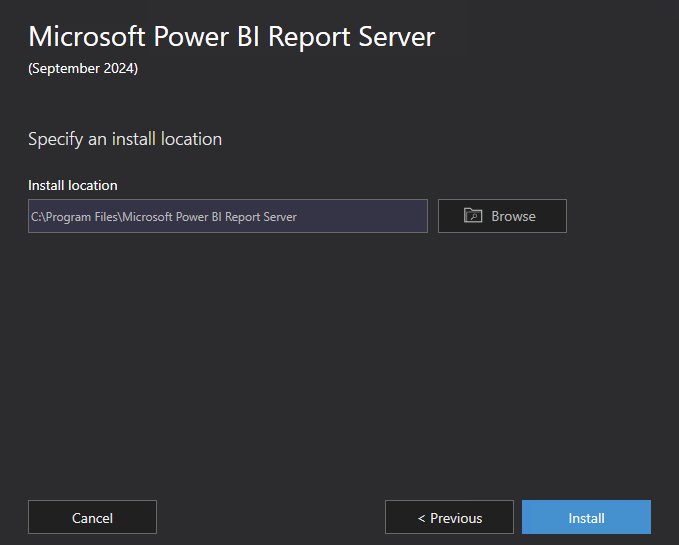 Microsoft Power BI Report Server
(September 2024)
Specify an install location
Install location
C:\Program Files\Microsoft Power BI Report Server
Browse
Cancel
< Previous
Install